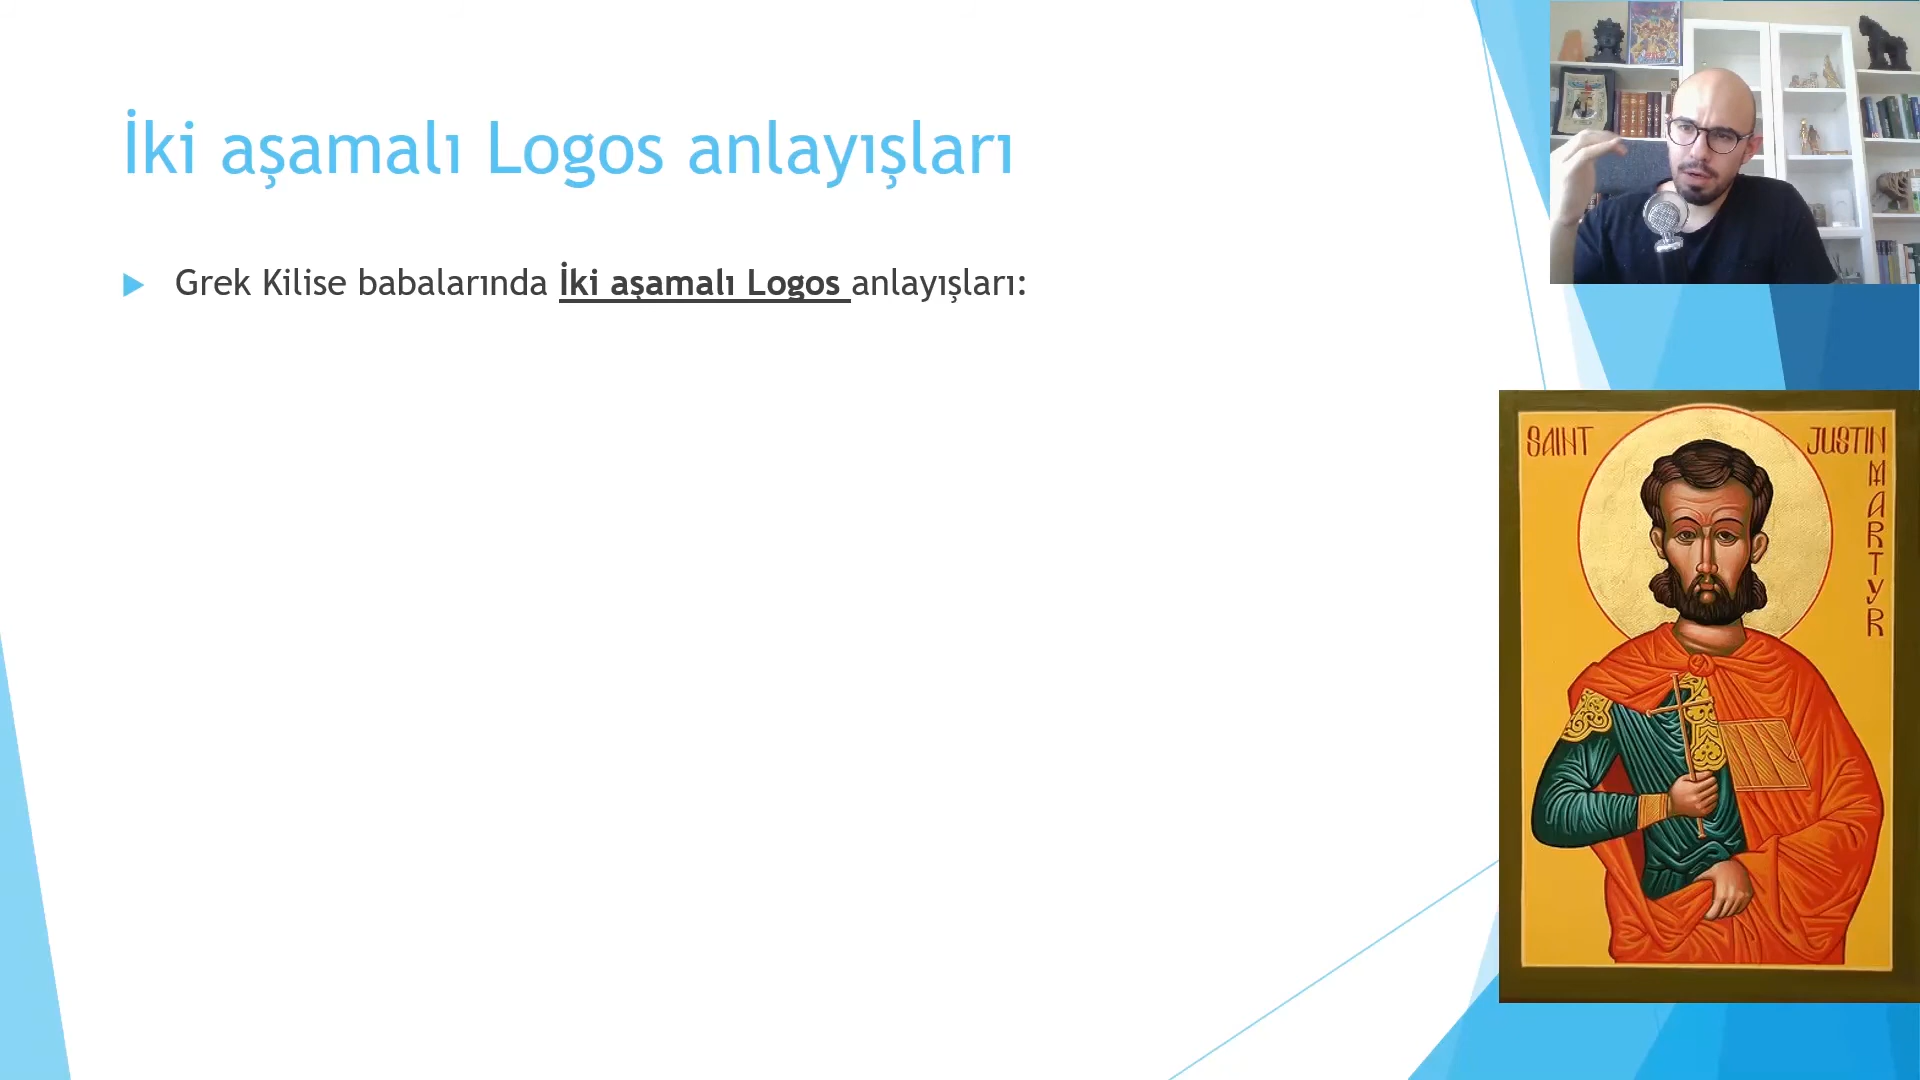 İki aşamalı Logos anlayışları
Grek Kilise babalarında İki aşamalı Logos anlayışları:
SAINT
JUSTIN
MARTYR